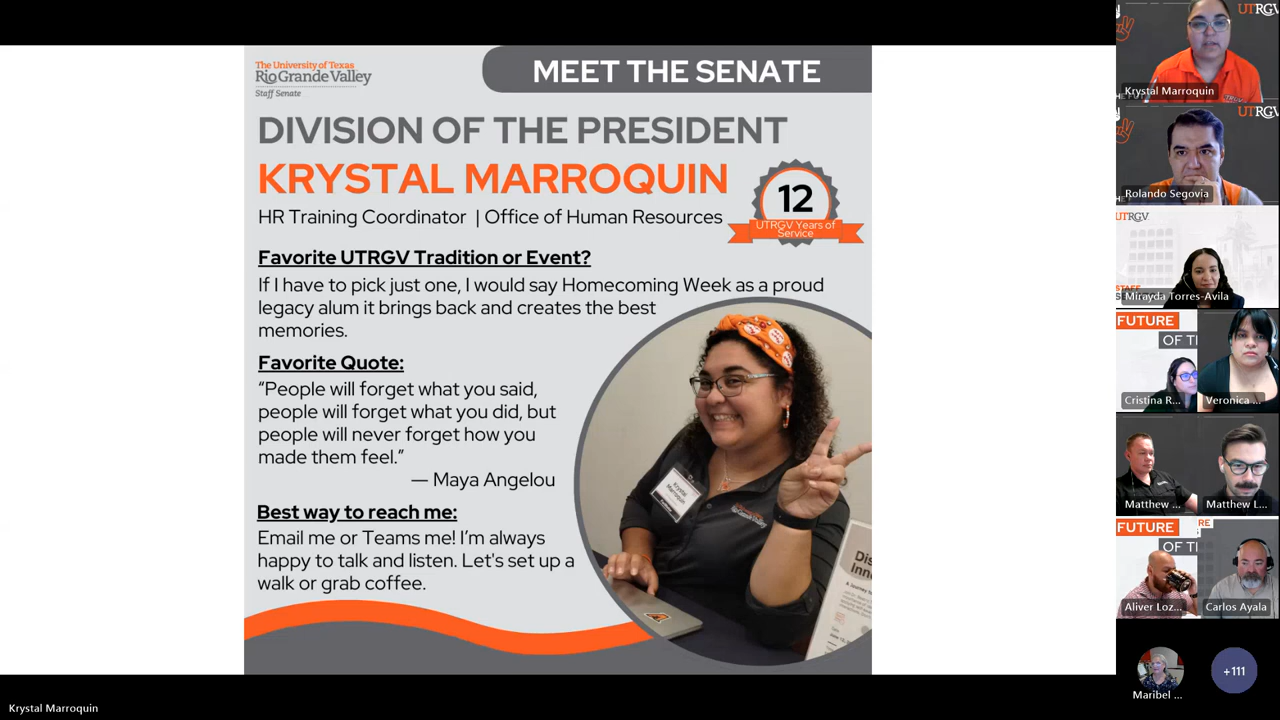 The University of Texas
Rio Grande Valley
Staff Senate
MEET THE SENATE
DIVISION OF THE PRESIDENT
KRYSTAL MARROQUIN
HR Training Coordinator | Office of Human Resources
12
UTRGV Years of
Service
Favorite UTRGV Tradition or Event?
If I have to pick just one, I would say Homecoming Week as a proud
legacy alum it brings back and creates the best
memories.
Favorite Quote:
“People will forget what you said,
people will forget what you did, but
people will never forget how you
made them feel.”
— Maya Angelou
Best way to reach me:
Email me or Teams me! I’m always
happy to talk and listen. Let's set up a
walk or grab coffee.
Krystal
Marroquin
Krystal Marroquin
UTRGV
Krystal Marroquin
UTRGV
Rolando Segovia
UTRGV
Mirayda Torres-Avila
FUTURE
OF T
Cristina R...
Veronica ...
Matthew ...
Matthew L...
FUTURE
RE
OF T
Aliver Loz...
Carlos Ayala
Maribel ...
+111